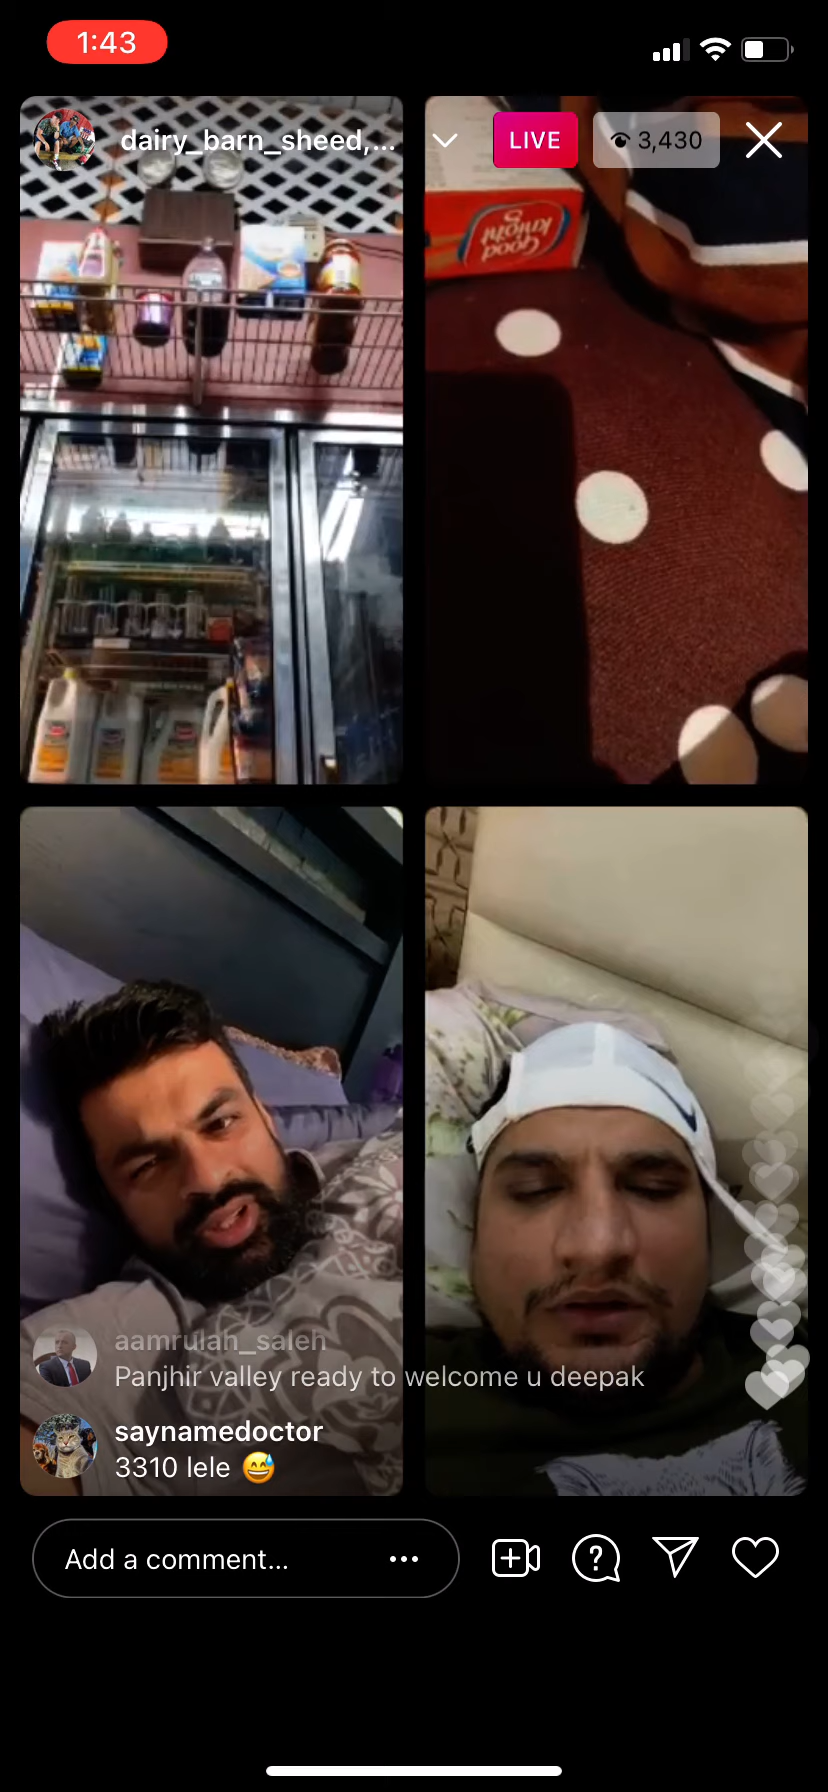 1:43
dairy_barn_sheed,...
LIVE
3,430
Good
knight
aamrulah_saleh
Panjhir valley ready to welcome u deepak
saynamedoctor
3310 lele 😅
Add a comment...